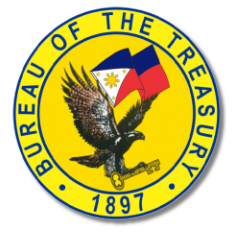 BUREAU OF THE TREASURY
1897